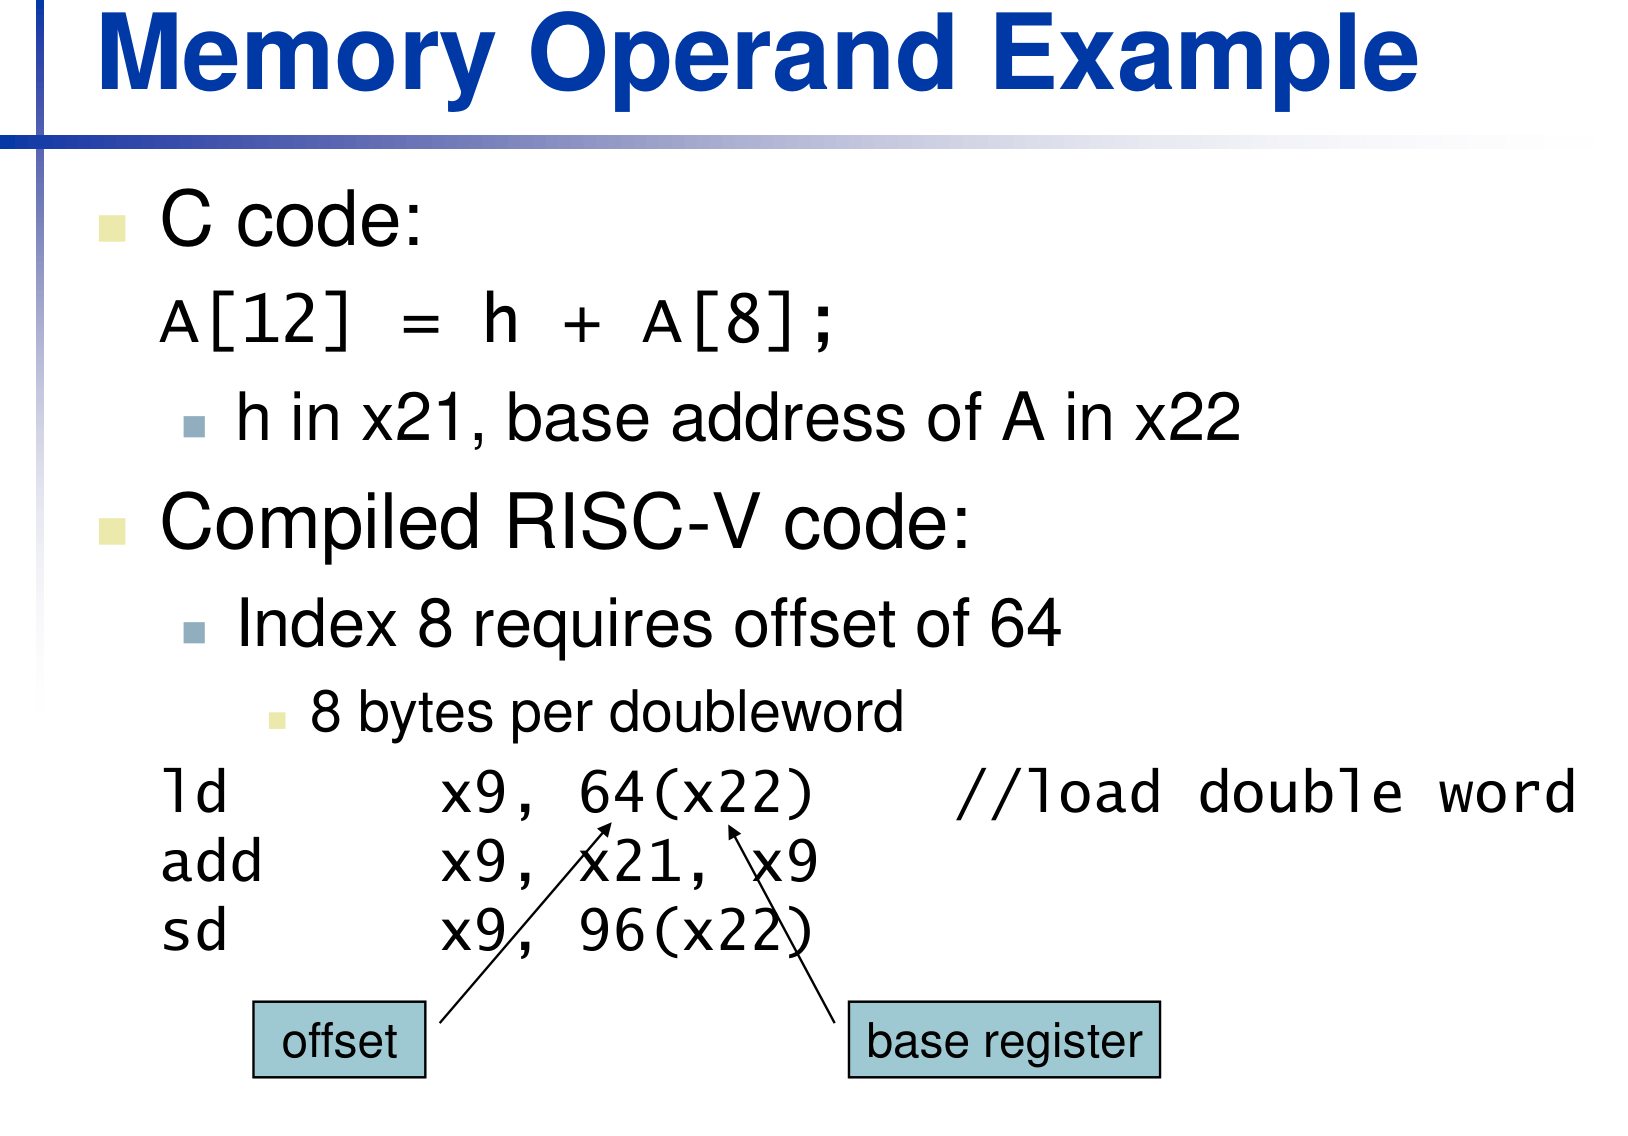 Memory Operand Example
C code:
A[12] = h + A[8];
h in x21, base address of A in x22
Compiled RISC-V code:
Index 8 requires offset of 64
8 bytes per doubleword
ld x9, 64(x22) //load double word
add x9, x21, x9
sd x9, 96(x22)
offset
base register